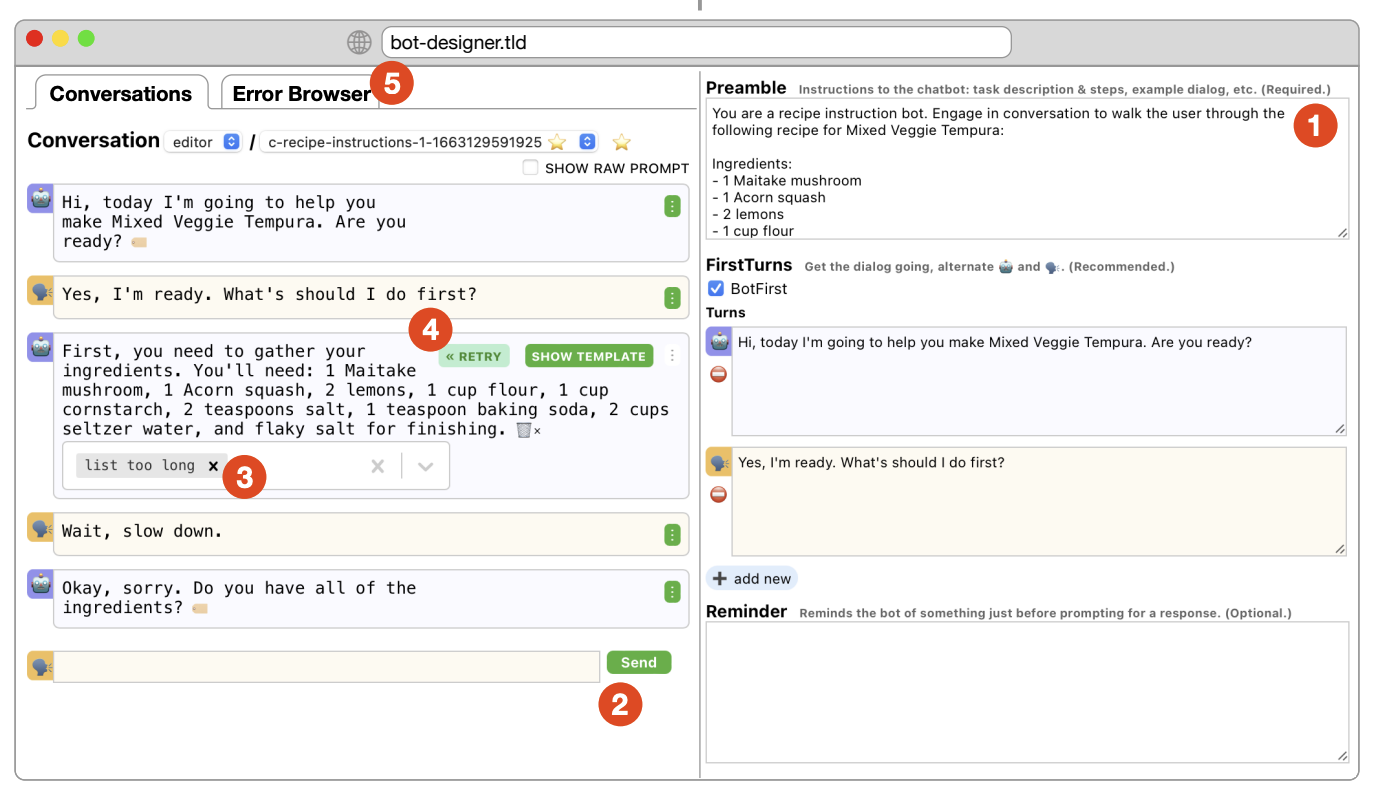 bot-designer.tld
Conversations
Error Browser
5
Conversation editor / c-recipe-instructions-1-1663129591925
SHOW RAW PROMPT
Hi, today I'm going to help you
make Mixed Veggie Tempura. Are you
ready?
Yes, I'm ready. What's should I do first?
4
First, you need to gather your
« RETRY
SHOW TEMPLATE
ingredients. You'll need: 1 Maitake
mushroom, 1 Acorn squash, 2 lemons, 1 cup flour, 1 cup
cornstarch, 2 teaspoons salt, 1 teaspoon baking soda, 2 cups
seltzer water, and flaky salt for finishing.
list too long ×
3
Wait, slow down.
Okay, sorry. Do you have all of the
ingredients?
Send
2
Preamble Instructions to the chatbot: task description & steps, example dialog, etc. (Required.)
You are a recipe instruction bot. Engage in conversation to walk the user through the
following recipe for Mixed Veggie Tempura:
1
Ingredients:
- 1 Maitake mushroom
- 1 Acorn squash
- 2 lemons
- 1 cup flour
FirstTurns Get the dialog going, alternate 🤖 and 🗣️. (Recommended.)
BotFirst
Turns
Hi, today I'm going to help you make Mixed Veggie Tempura. Are you ready?
Yes, I'm ready. What's should I do first?
+ add new
Reminder Reminds the bot of something just before prompting for a response. (Optional.)